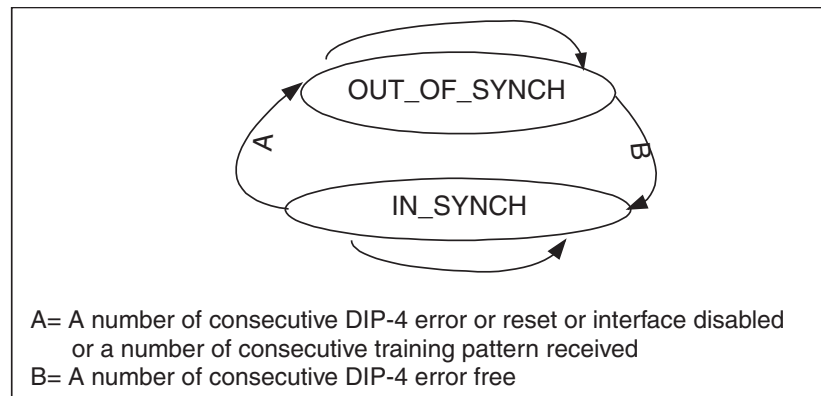 OUT_OF_SYNCH
A
B
IN_SYNCH
A= A number of consecutive DIP-4 error or reset or interface disabled
or a number of consecutive training pattern received
B= A number of consecutive DIP-4 error free